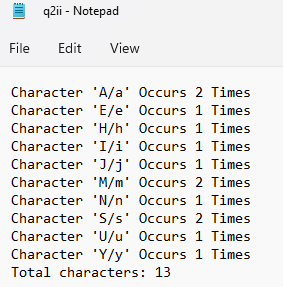 q2ii - Notepad
File Edit View
Character 'A/a' Occurs 2 Times
Character 'E/e' Occurs 1 Times
Character 'H/h' Occurs 1 Times
Character 'I/i' Occurs 1 Times
Character 'J/j' Occurs 1 Times
Character 'M/m' Occurs 2 Times
Character 'N/n' Occurs 1 Times
Character 'S/s' Occurs 2 Times
Character 'U/u' Occurs 1 Times
Character 'Y/y' Occurs 1 Times
Total characters: 13